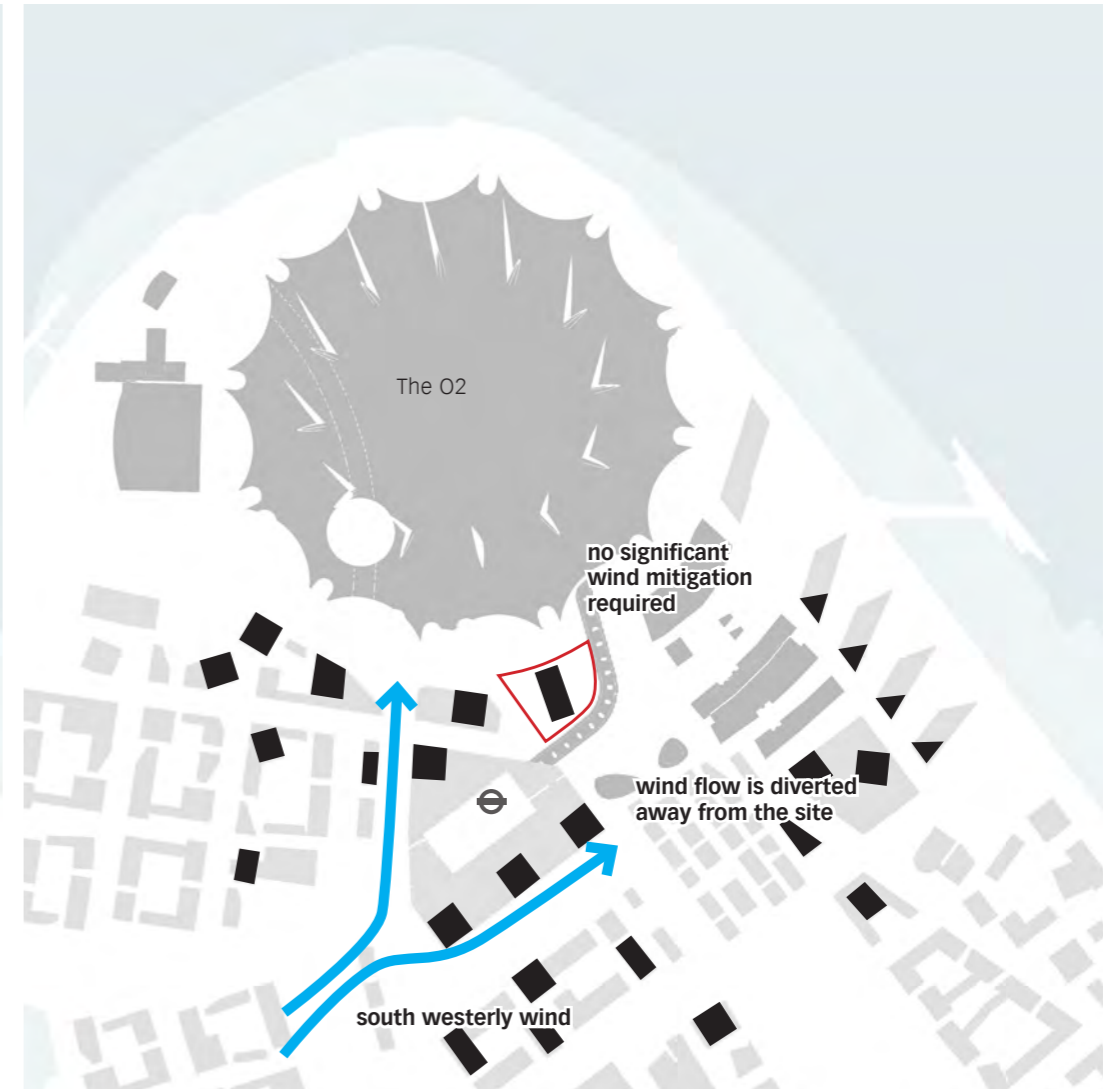 The O2
no significant
wind mitigation
required
wind flow is diverted
away from the site
south westerly wind